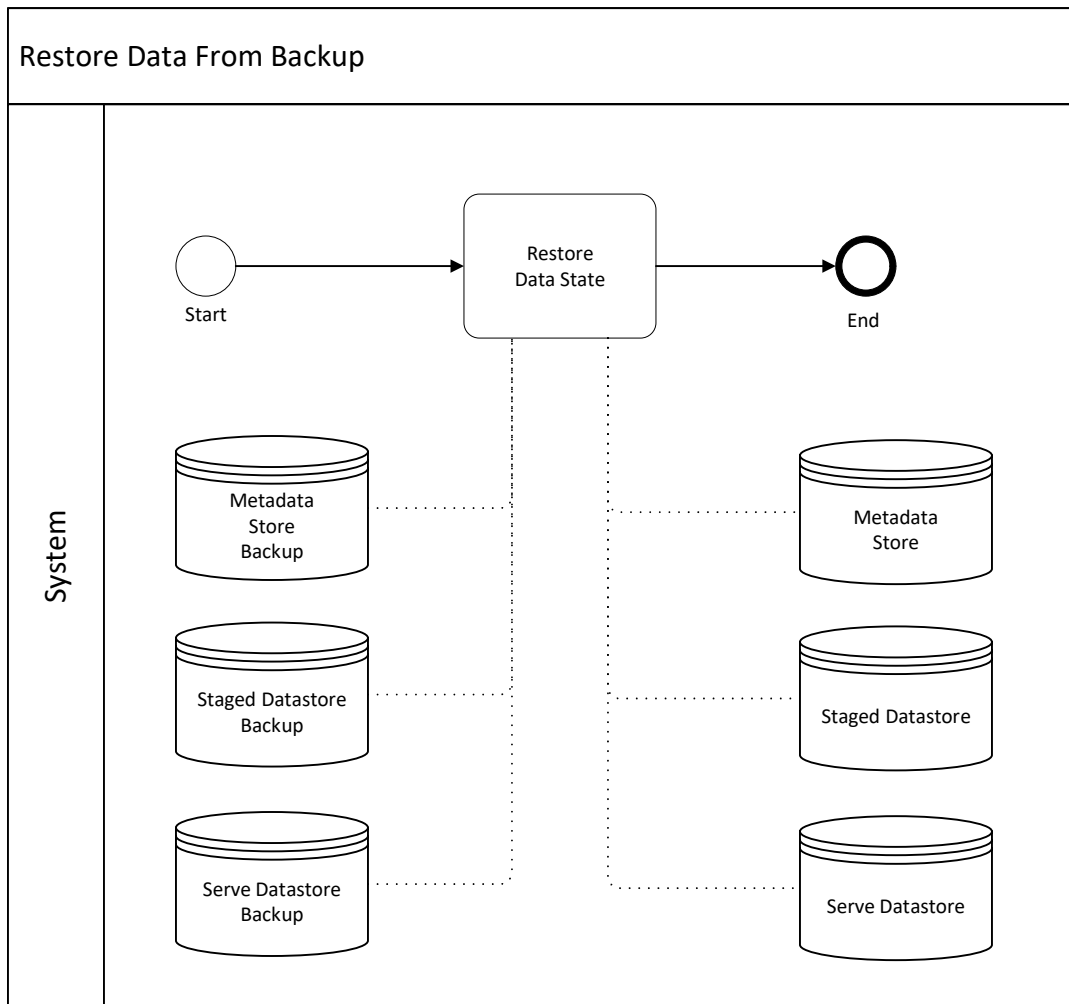 Restore Data From Backup
System
Restore
Data State
Start
End
Metadata
Store
Backup
Metadata
Store
Staged Datastore
Backup
Staged Datastore
Serve Datastore
Backup
Serve Datastore